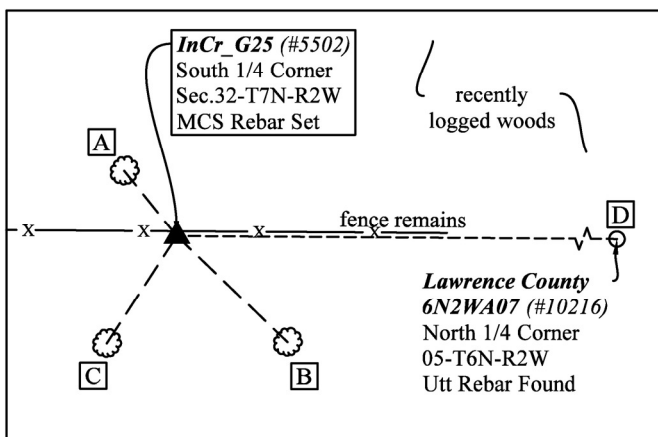 InCr_G25 (#5502)
South 1/4 Corner
Sec.32-T7N-R2W
MCS Rebar Set
recently
logged woods
A
x
x
x
x
fence remains
D
Lawrence County
6N2WA07 (#10216)
North 1/4 Corner
05-T6N-R2W
Utt Rebar Found
C
B